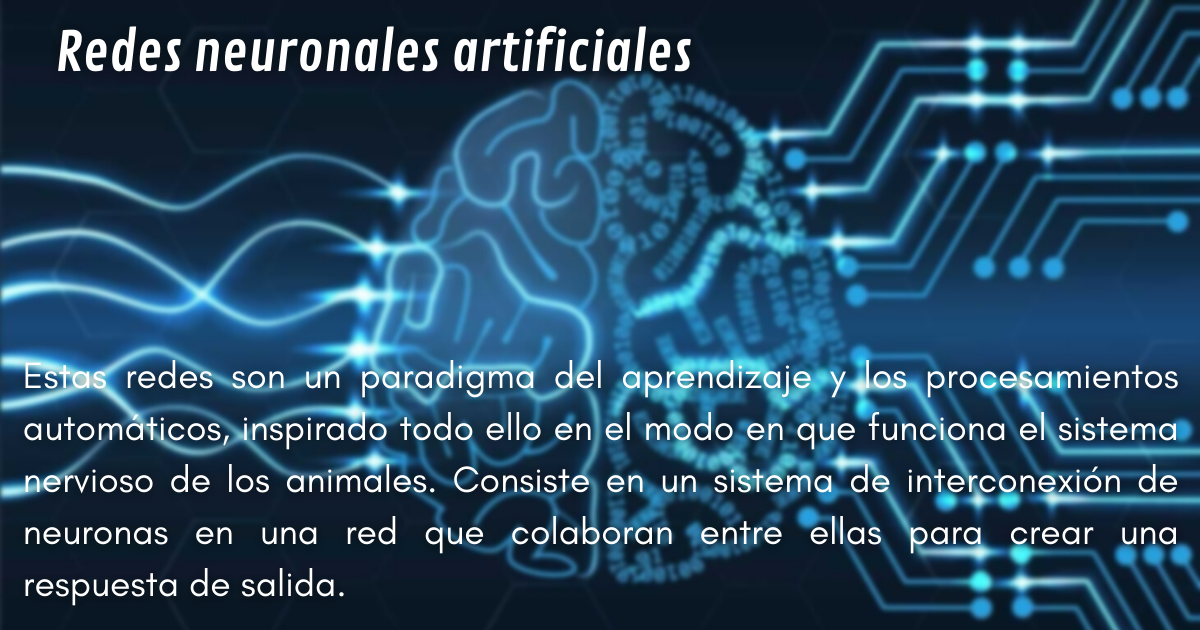 Redes neuronales artificiales
Estas redes son un paradigma del aprendizaje y los procesamientos
automáticos, inspirado todo ello en el modo en que funciona el sistema
nervioso de los animales. Consiste en un sistema de interconexión de
neuronas en una red que colaboran entre ellas para crear una
respuesta de salida.